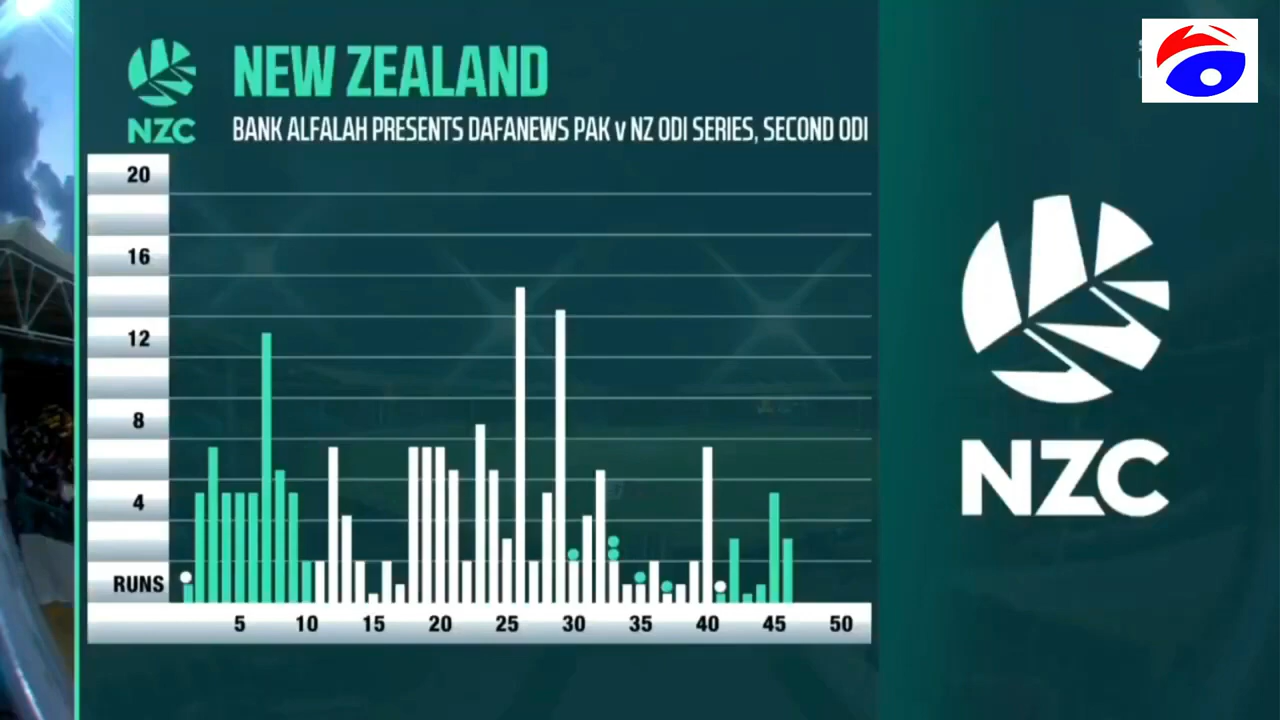 NEW ZEALAND
NZC
BANK ALFALAH PRESENTS DAFANEWS PAK v NZ ODI SERIES, SECOND ODI
20
16
12
8
4
RUNS
5 10 15 20 25 30 35 40 45 50
NZC